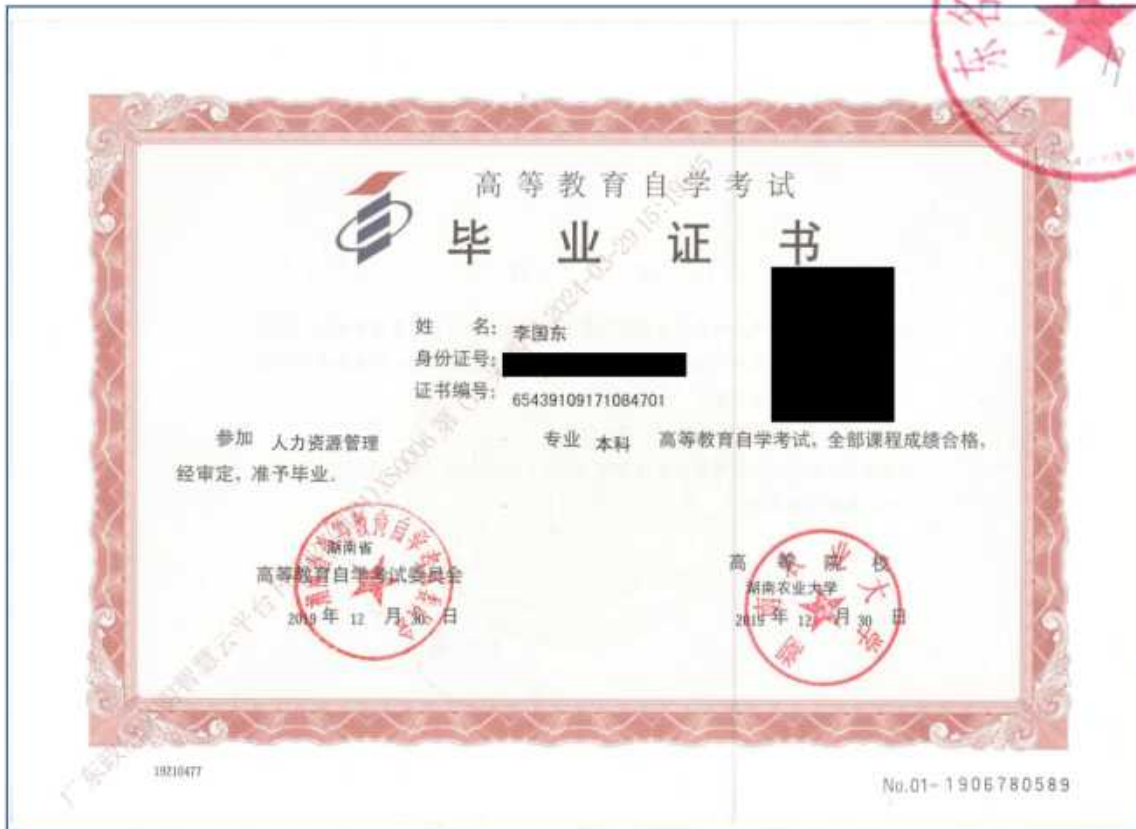 高等教育自学考试
毕业证书
姓 名: 李国东
身份证号:
证书编号: 65439109171084701
参加 人力资源管理 专业 本科 高等教育自学考试,全部课程成绩合格,
经审定,准予毕业.
湖南省
高等教育自学考试委员会
2019 年 12 月 30 日
高等院校
湖南农业大学
2019 年 12 月 30 日
19210477
No.01-1906780589